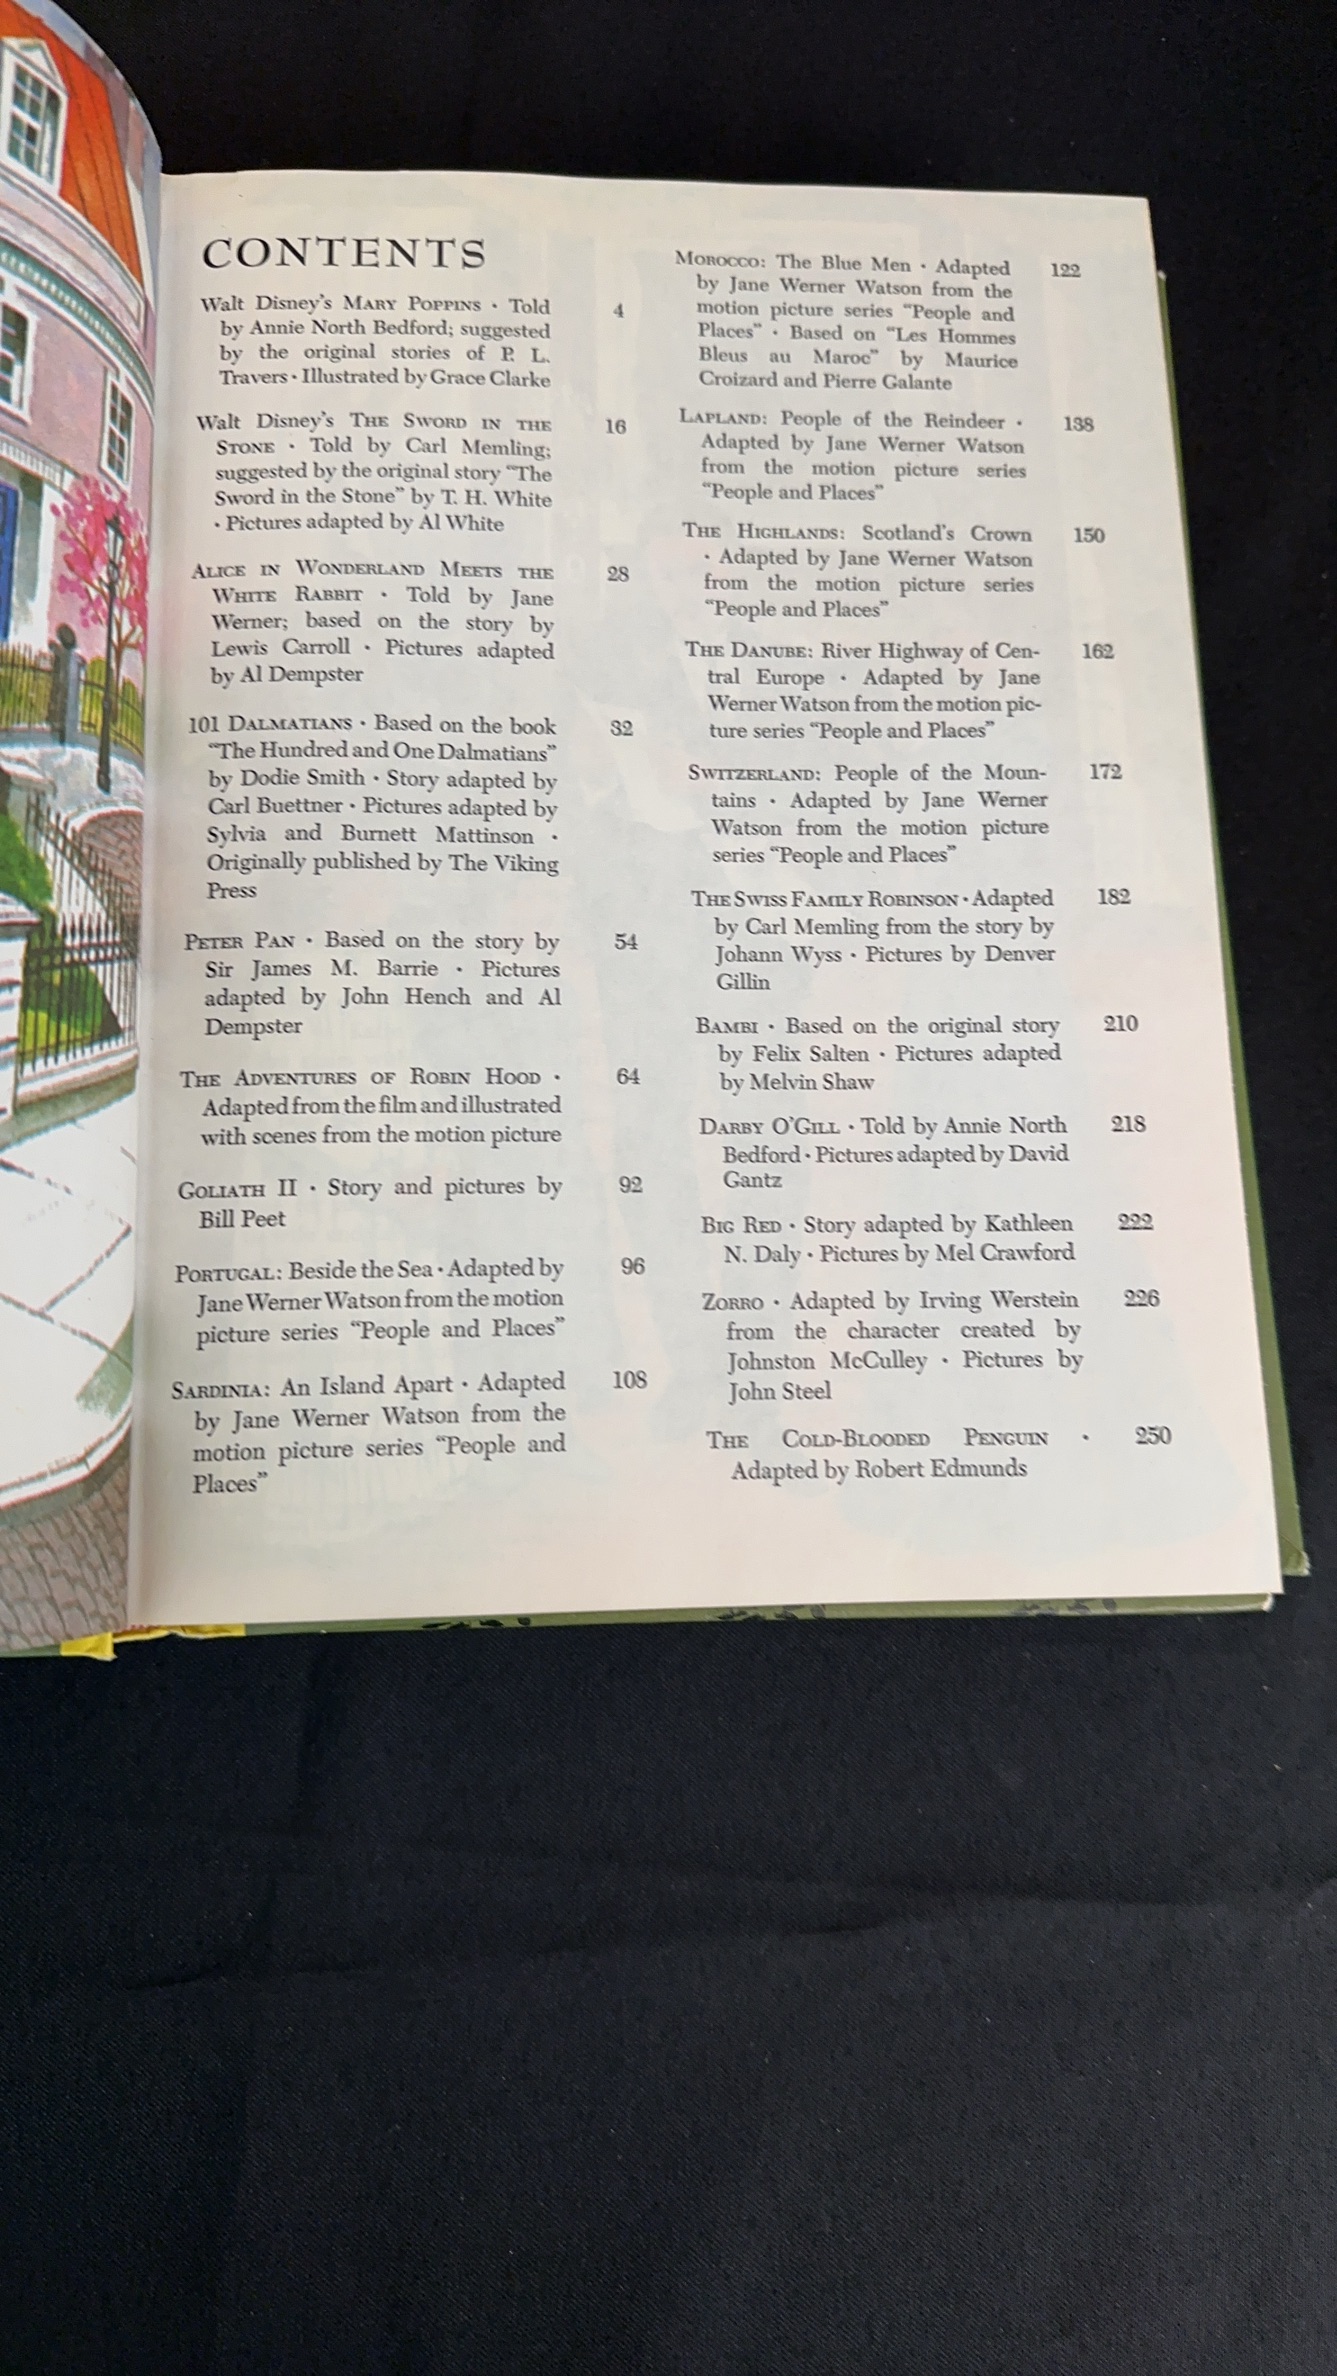 CONTENTS
Walt Disney's MARY POPPINS · Told 4
by Annie North Bedford; suggested
by the original stories of P. L.
Travers · Illustrated by Grace Clarke
Walt Disney's THE SWORD IN THE 16
STONE · Told by Carl Memling;
suggested by the original story “The
Sword in the Stone” by T. H. White
· Pictures adapted by Al White
ALICE IN WONDERLAND MEETS THE 28
WHITE RABBIT · Told by Jane
Werner; based on the story by
Lewis Carroll · Pictures adapted
by Al Dempster
101 DALMATIANS · Based on the book 32
“The Hundred and One Dalmatians”
by Dodie Smith · Story adapted by
Carl Buettner · Pictures adapted by
Sylvia and Burnett Mattinson ·
Originally published by The Viking
Press
PETER PAN · Based on the story by 54
Sir James M. Barrie · Pictures
adapted by John Hench and Al
Dempster
THE ADVENTURES OF ROBIN HOOD · 64
Adapted from the film and illustrated
with scenes from the motion picture
GOLIATH II · Story and pictures by 92
Bill Peet
PORTUGAL: Beside the Sea · Adapted by 96
Jane Werner Watson from the motion
picture series “People and Places”
SARDINIA: An Island Apart · Adapted 108
by Jane Werner Watson from the
motion picture series “People and
Places”
MOROCCO: The Blue Men · Adapted 122
by Jane Werner Watson from the
motion picture series “People and
Places” · Based on “Les Hommes
Bleus au Maroc” by Maurice
Croizard and Pierre Galante
LAPLAND: People of the Reindeer · 138
Adapted by Jane Werner Watson
from the motion picture series
“People and Places”
THE HIGHLANDS: Scotland's Crown 150
· Adapted by Jane Werner Watson
from the motion picture series
“People and Places”
THE DANUBE: River Highway of Cen- 162
tral Europe · Adapted by Jane
Werner Watson from the motion pic-
ture series “People and Places”
SWITZERLAND: People of the Moun- 172
tains · Adapted by Jane Werner
Watson from the motion picture
series “People and Places”
THE SWISS FAMILY ROBINSON · Adapted 182
by Carl Memling from the story by
Johann Wyss · Pictures by Denver
Gillin
BAMBI · Based on the original story 210
by Felix Salten · Pictures adapted
by Melvin Shaw
DARBY O'GILL · Told by Annie North 218
Bedford · Pictures adapted by David
Gantz
BIG RED · Story adapted by Kathleen 222
N. Daly · Pictures by Mel Crawford
ZORRO · Adapted by Irving Werstein 226
from the character created by
Johnston McCulley · Pictures by
John Steel
THE COLD-BLOODED PENGUIN · 250
Adapted by Robert Edmunds